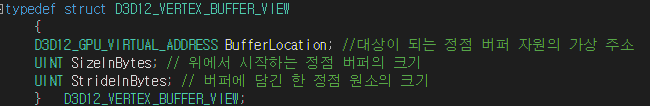 typedef struct D3D12_VERTEX_BUFFER_VIEW
{
D3D12_GPU_VIRTUAL_ADDRESS BufferLocation; //대상이 되는 정점 버퍼 자원의 가상 주소
UINT SizeInBytes; // 위에서 시작하는 정점 버퍼의 크기
UINT StrideInBytes; // 버퍼에 담긴 한 정점 원소의 크기
} D3D12_VERTEX_BUFFER_VIEW;